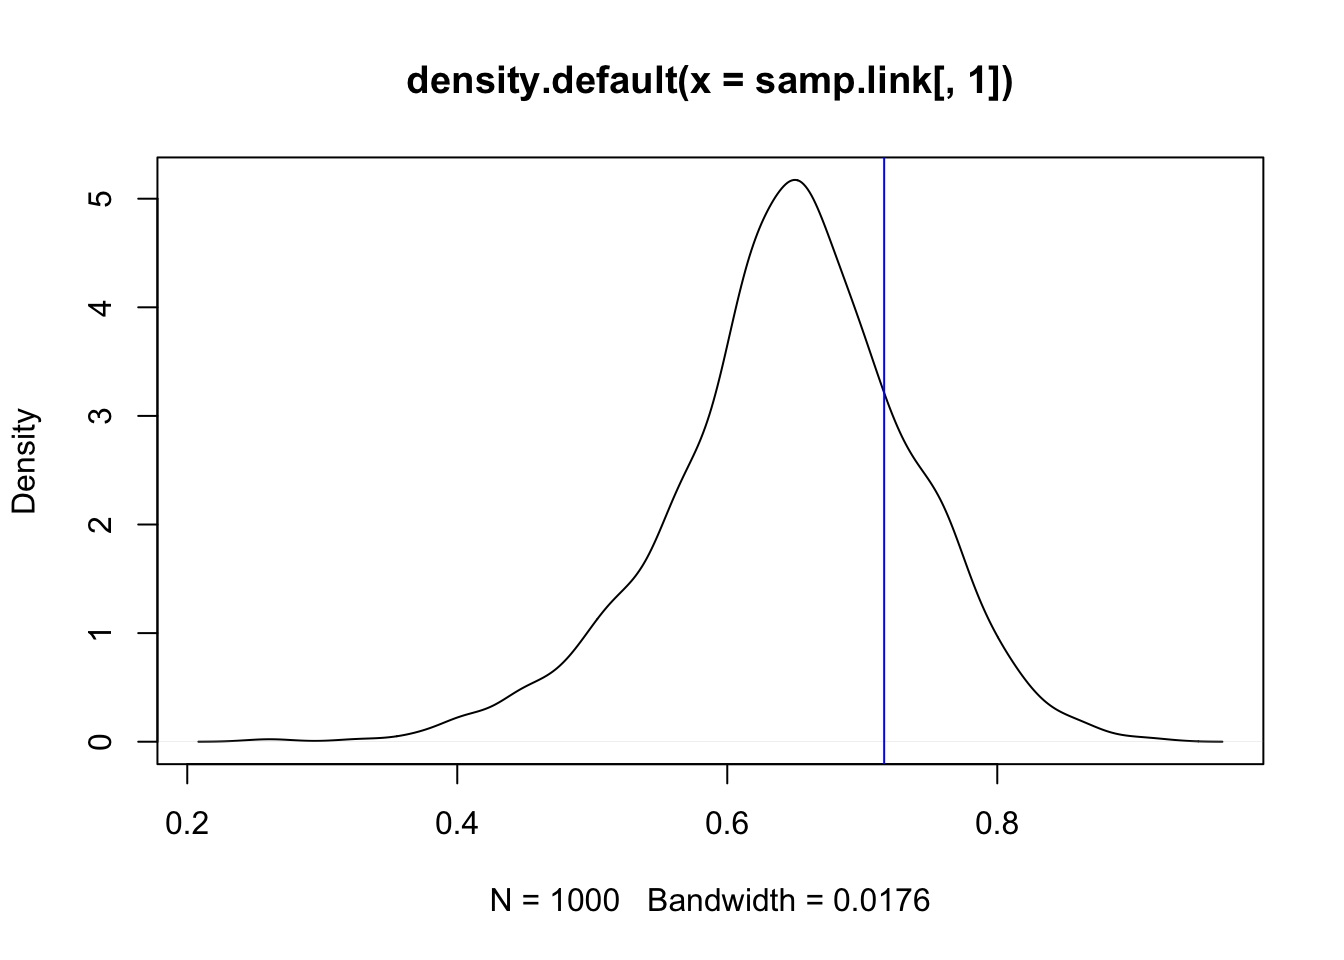 density.default(x = samp.link[, 1])
Density
5
4
3
2
1
0
0.2 0.4 0.6 0.8
N = 1000 Bandwidth = 0.0176